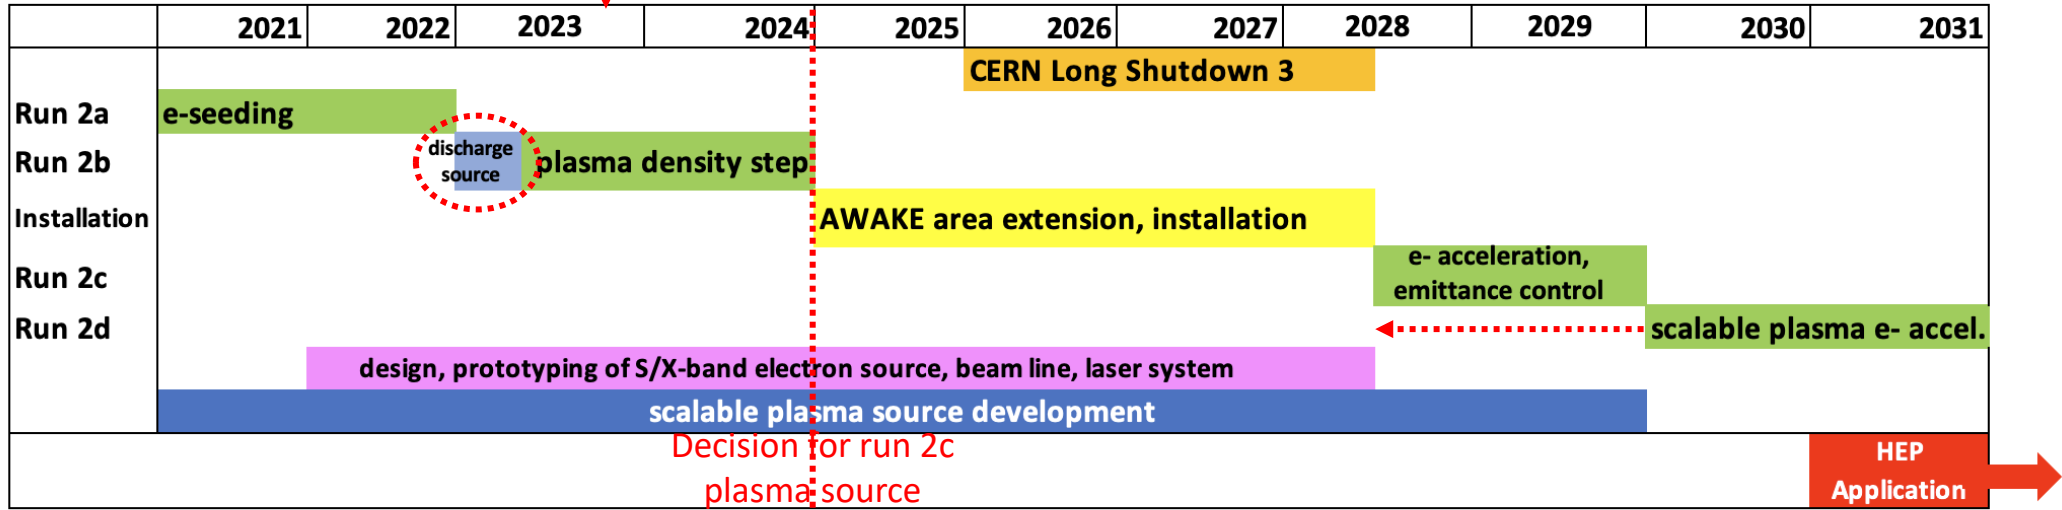 2021 2022 2023 2024 2025 2026 2027 2028 2029 2030 2031
CERN Long Shutdown 3
Run 2a e-seeding
Run 2b discharge source plasma density step
Installation AWAKE area extension, installation
Run 2c e- acceleration,
emittance control
Run 2d scalable plasma e- accel.
design, prototyping of S/X-band electron source, beam line, laser system
scalable plasma source development
Decision for run 2c
plasma source
HEP
Application